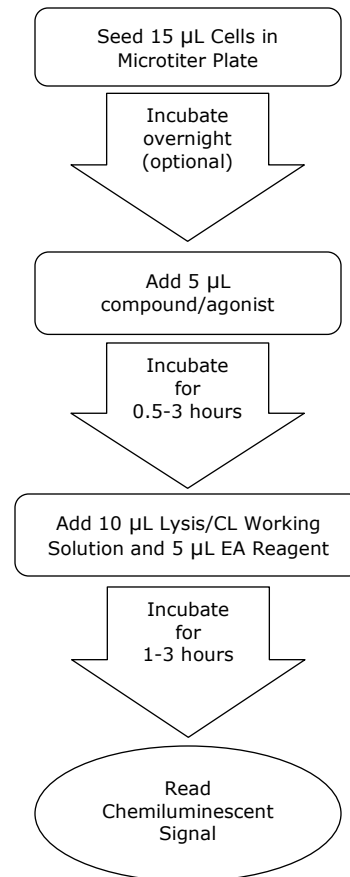 Seed 15 µL Cells in
Microtiter Plate
Incubate
overnight
(optional)
Add 5 µL
compound/agonist
Incubate
for
0.5-3 hours
Add 10 µL Lysis/CL Working
Solution and 5 µL EA Reagent
Incubate
for
1-3 hours
Read
Chemiluminescent
Signal